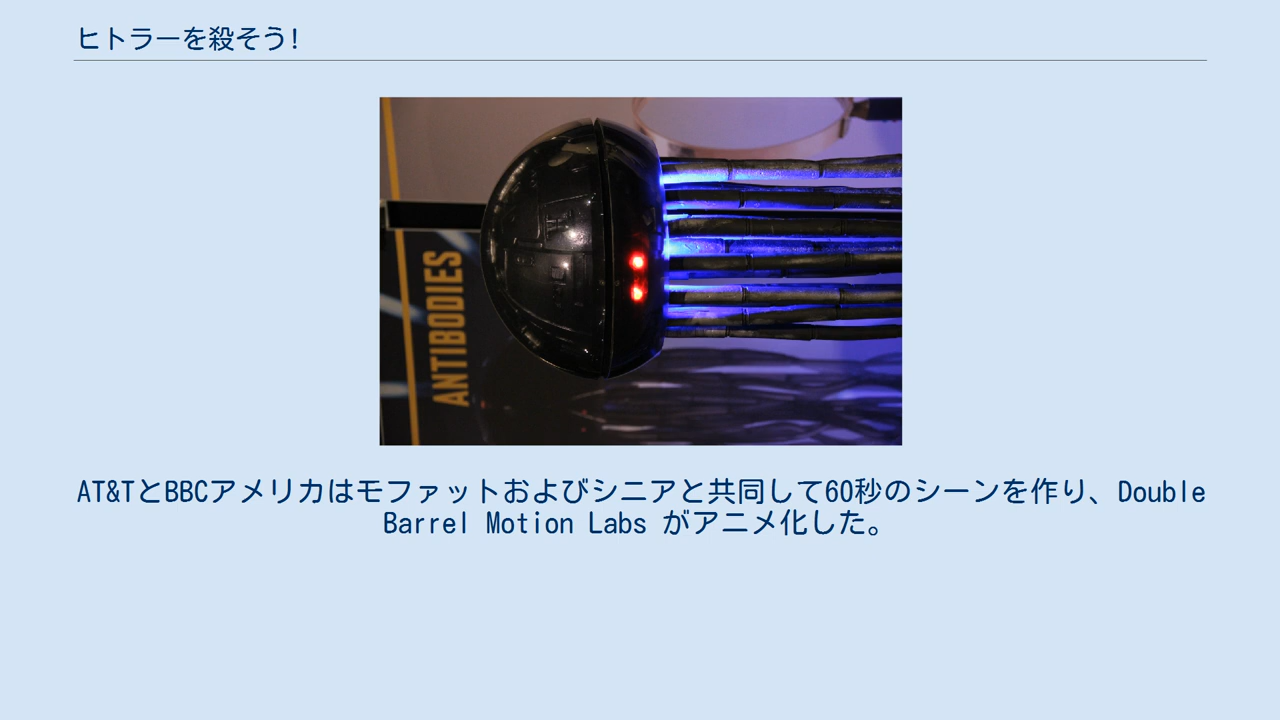 ヒトラーを殺そう!
ANTIBODIES
AT&TとBBCアメリカはモファットおよびシニアと共同して60秒のシーンを作り、Double
Barrel Motion Labs がアニメ化した。